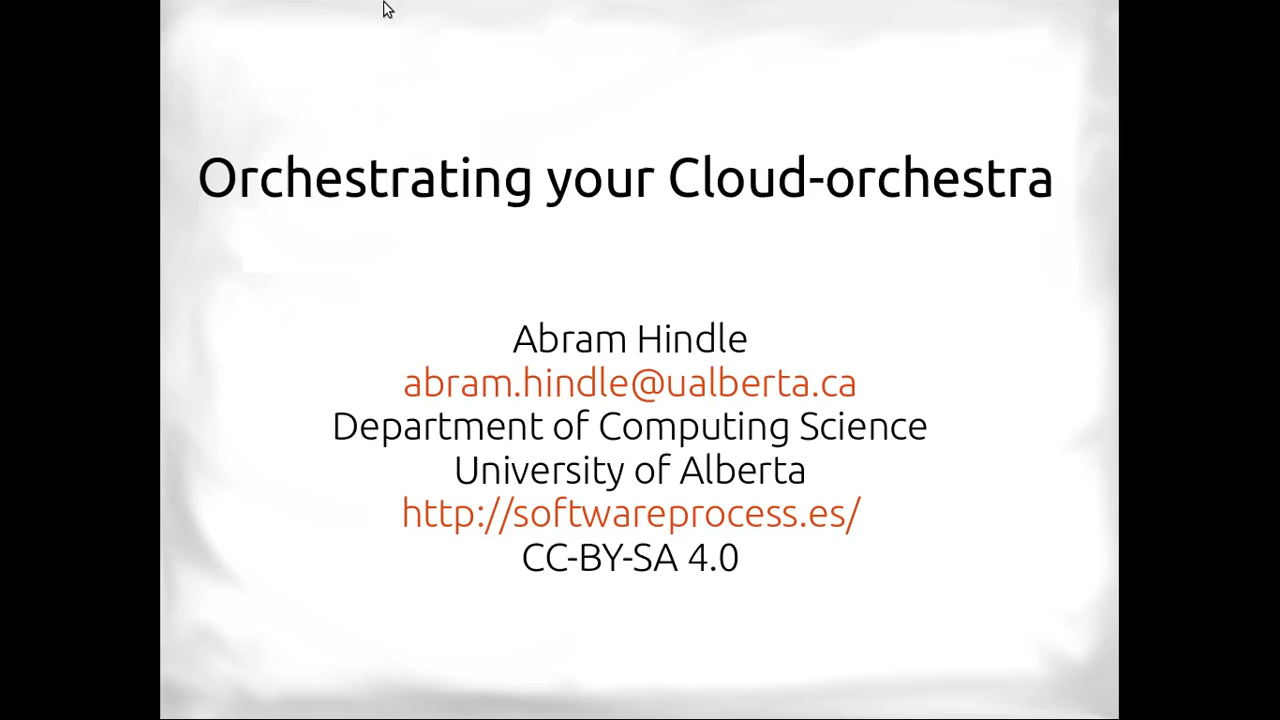 Orchestrating your Cloud-orchestra
Abram Hindle
abram.hindle@ualberta.ca
Department of Computing Science
University of Alberta
http://softwareprocess.es/
CC-BY-SA 4.0